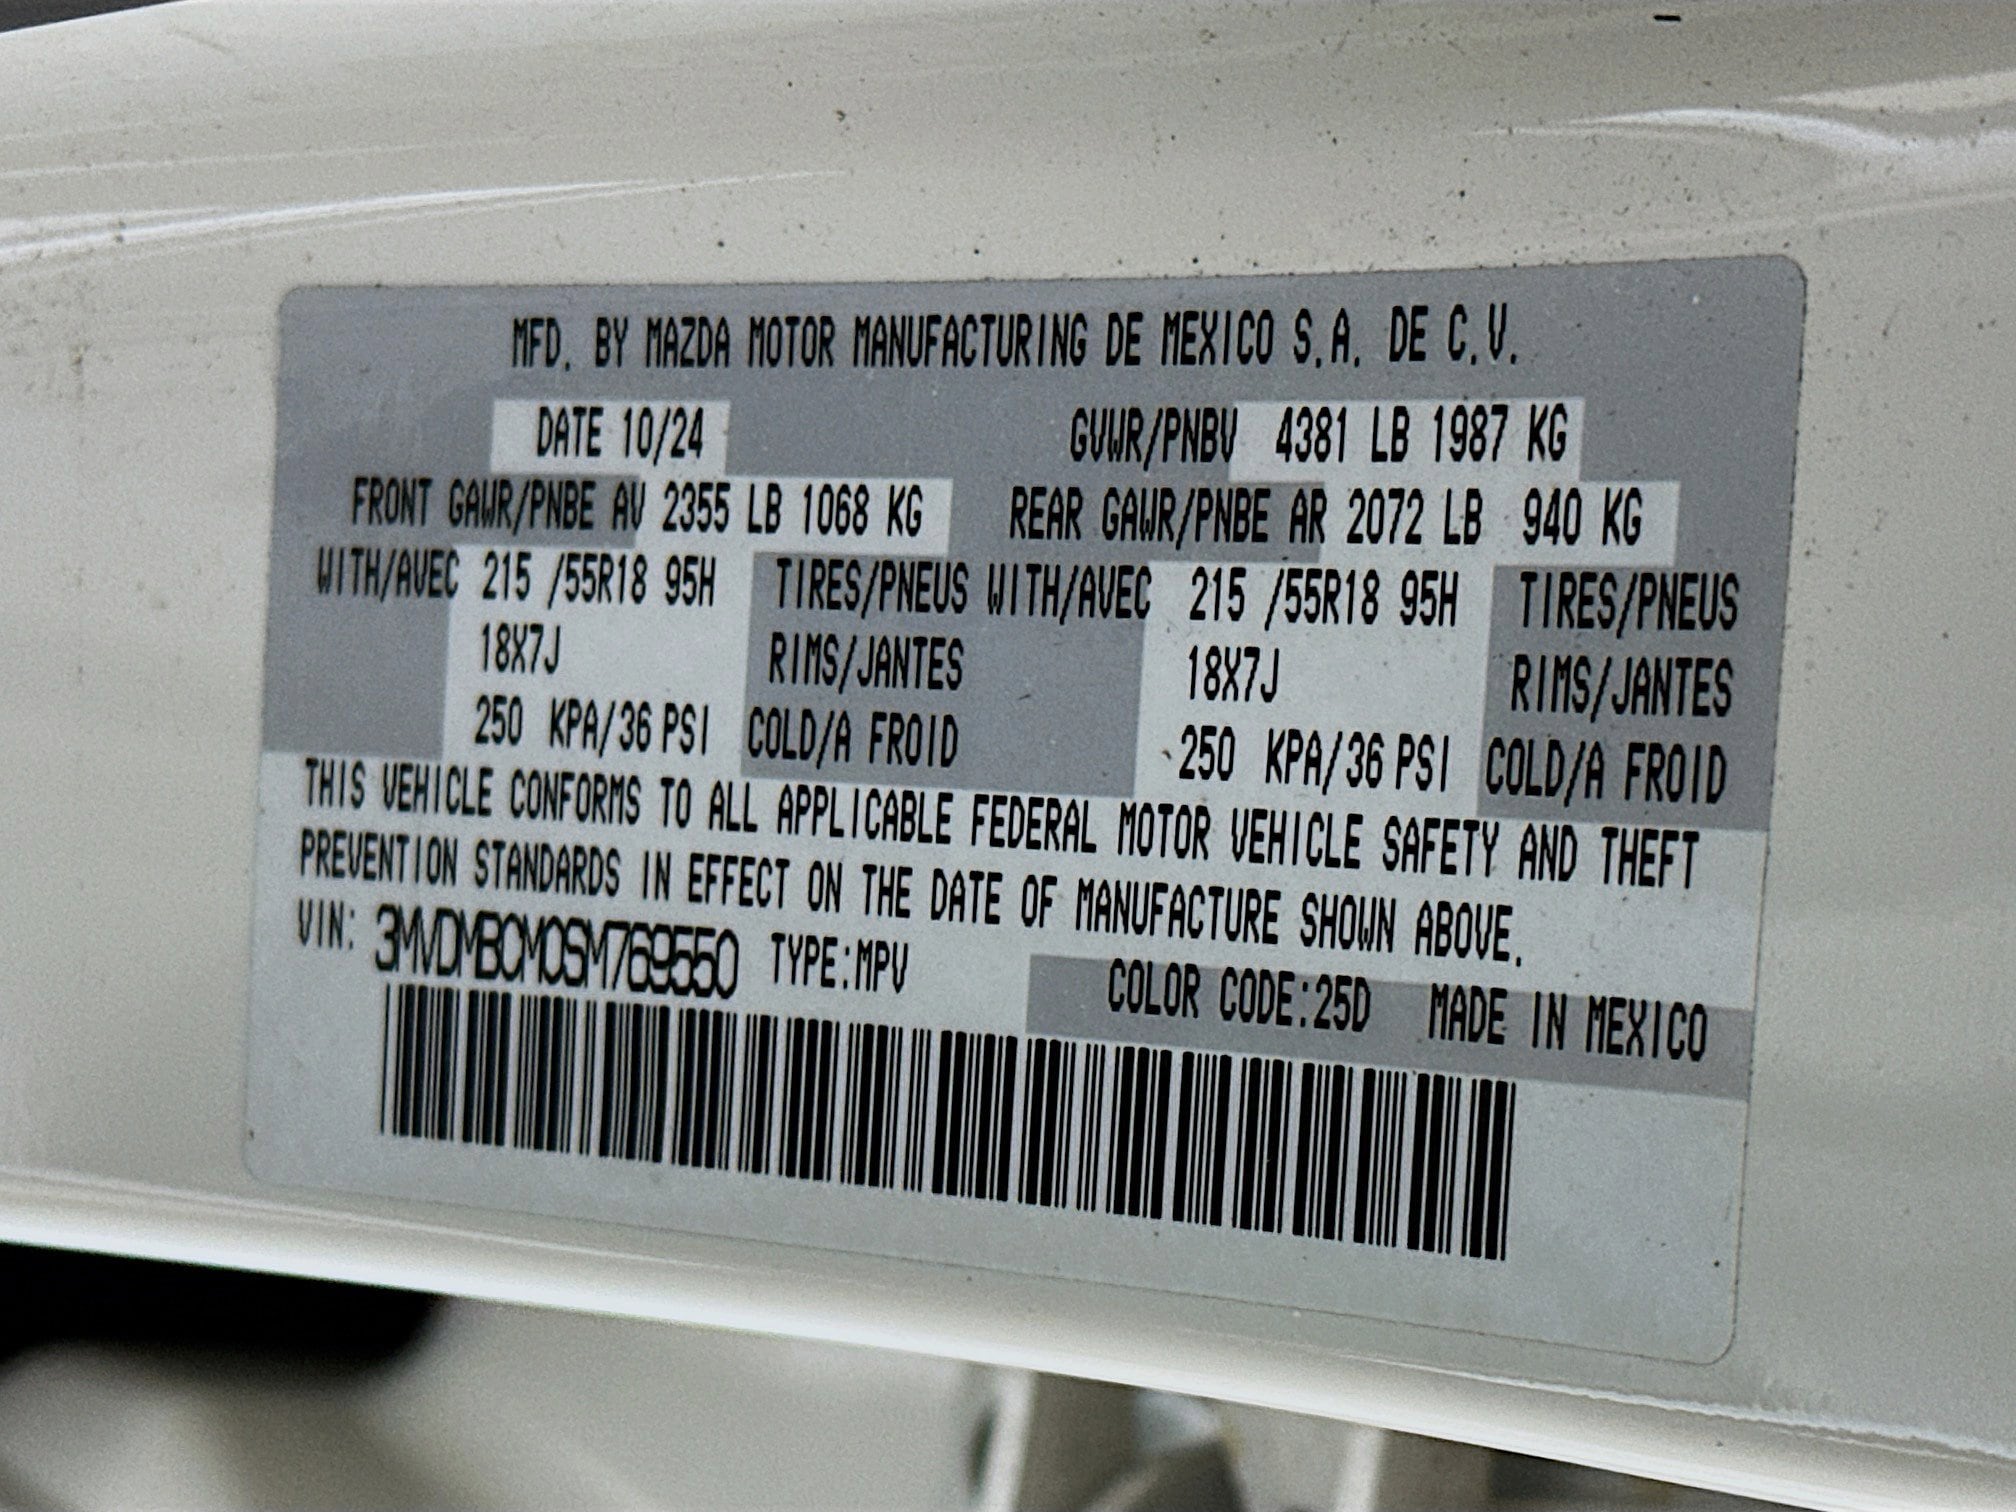 MFD. BY MAZDA MOTOR MANUFACTURING DE MEXICO S.A. DE C.V.
DATE 10/24 GVWR/PNBV 4381 LB 1987 KG
FRONT GAWR/PNBE AV 2355 LB 1068 KG REAR GAWR/PNBE AR 2072 LB 940 KG
WITH/AVEC 215 /55R18 95H TIRES/PNEUS WITH/AVEC 215 /55R18 95H TIRES/PNEUS
18X7J RIMS/JANTES 18X7J RIMS/JANTES
250 KPA/36 PSI COLD/A FROID 250 KPA/36 PSI COLD/A FROID
THIS VEHICLE CONFORMS TO ALL APPLICABLE FEDERAL MOTOR VEHICLE SAFETY AND THEFT
PREVENTION STANDARDS IN EFFECT ON THE DATE OF MANUFACTURE SHOWN ABOVE.
VIN: 3MVDMBCM0SM769550 TYPE:MPV COLOR CODE:25D MADE IN MEXICO